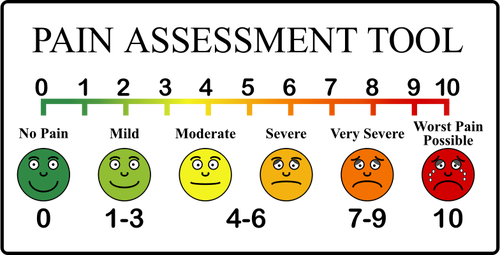 PAIN ASSESSMENT TOOL
0 1 2 3 4 5 6 7 8 9 10
No Pain Mild Moderate Severe Very Severe Worst Pain Possible
0 1-3 4-6 7-9 10